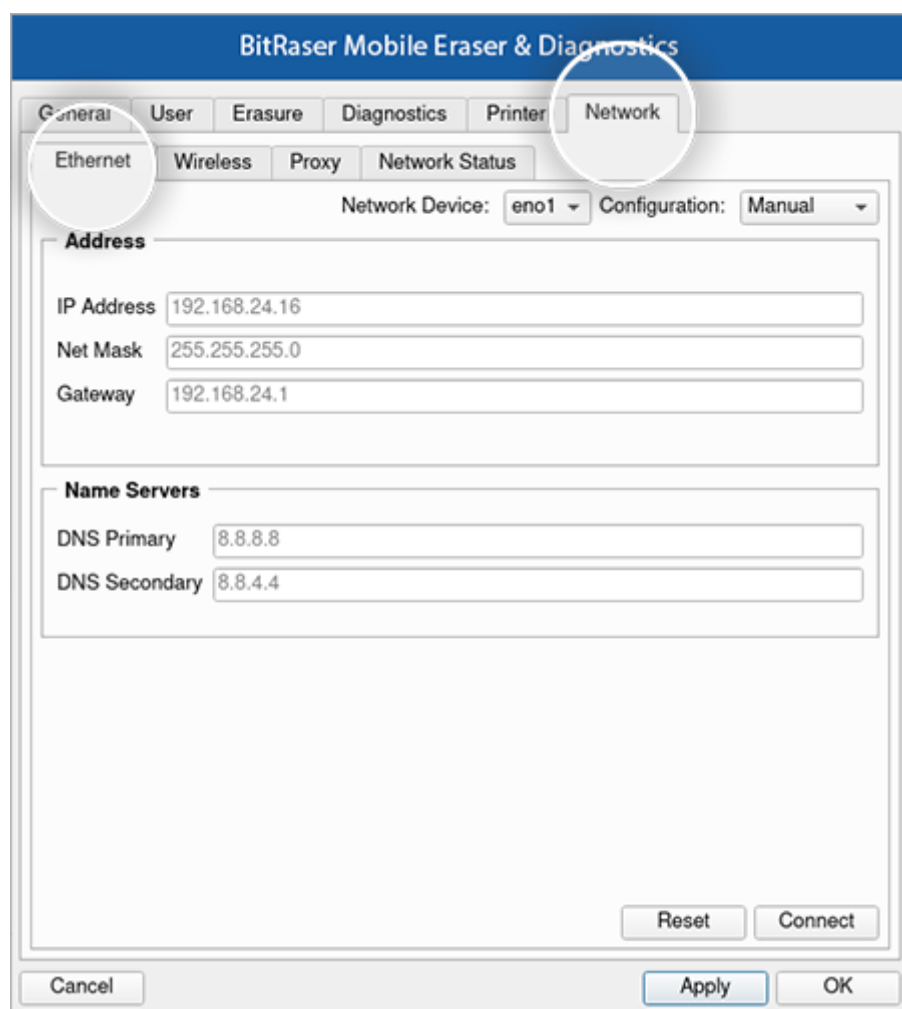 BitRaser Mobile Eraser & Diagnostics
General User Erasure Diagnostics Printer Network
Ethernet Wireless Proxy Network Status
Network Device: eno1 Configuration: Manual
Address
IP Address 192.168.24.16
Net Mask 255.255.255.0
Gateway 192.168.24.1
Name Servers
DNS Primary 8.8.8.8
DNS Secondary 8.8.4.4
Reset Connect
Cancel Apply OK